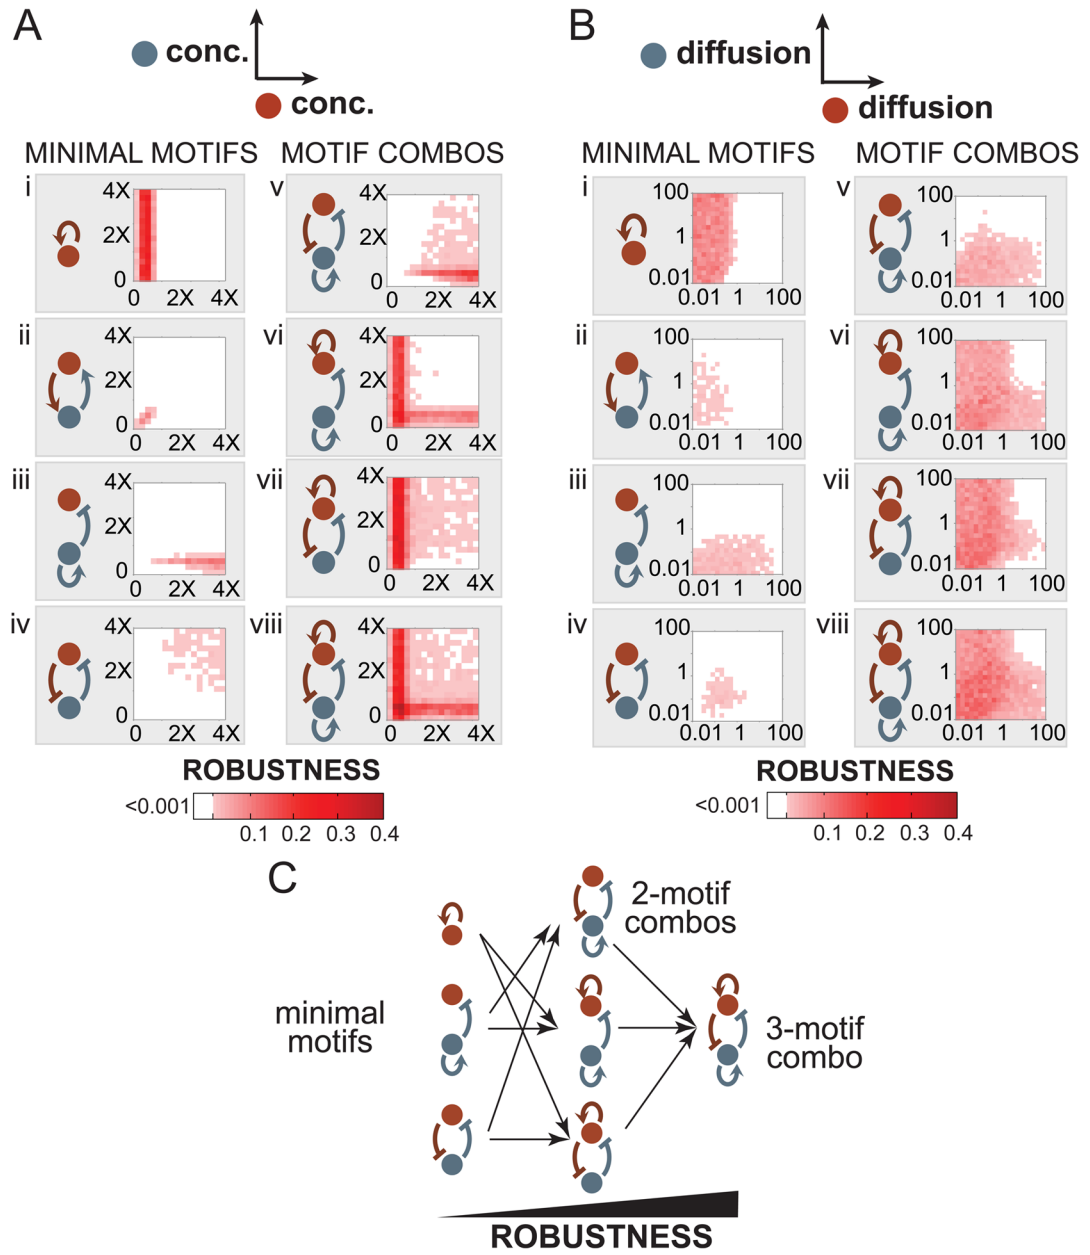 A
conc.
conc.
MINIMAL MOTIFS
MOTIF COMBOS
i
4X
2X
0
0 2X 4X
v
4X
2X
0
0 2X 4X
ii
4X
2X
0
0 2X 4X
vi
4X
2X
0
0 2X 4X
iii
4X
2X
0
0 2X 4X
vii
4X
2X
0
0 2X 4X
iv
4X
2X
0
0 2X 4X
viii
4X
2X
0
0 2X 4X
ROBUSTNESS
<0.001
0.1 0.2 0.3 0.4
B
diffusion
diffusion
MINIMAL MOTIFS
MOTIF COMBOS
i
100
1
0.01
0.01 1 100
v
100
1
0.01
0.01 1 100
ii
100
1
0.01
0.01 1 100
vi
100
1
0.01
0.01 1 100
iii
100
1
0.01
0.01 1 100
vii
100
1
0.01
0.01 1 100
iv
100
1
0.01
0.01 1 100
viii
100
1
0.01
0.01 1 100
ROBUSTNESS
<0.001
0.1 0.2 0.3 0.4
C
minimal
motifs
2-motif
combos
3-motif
combo
ROBUSTNESS